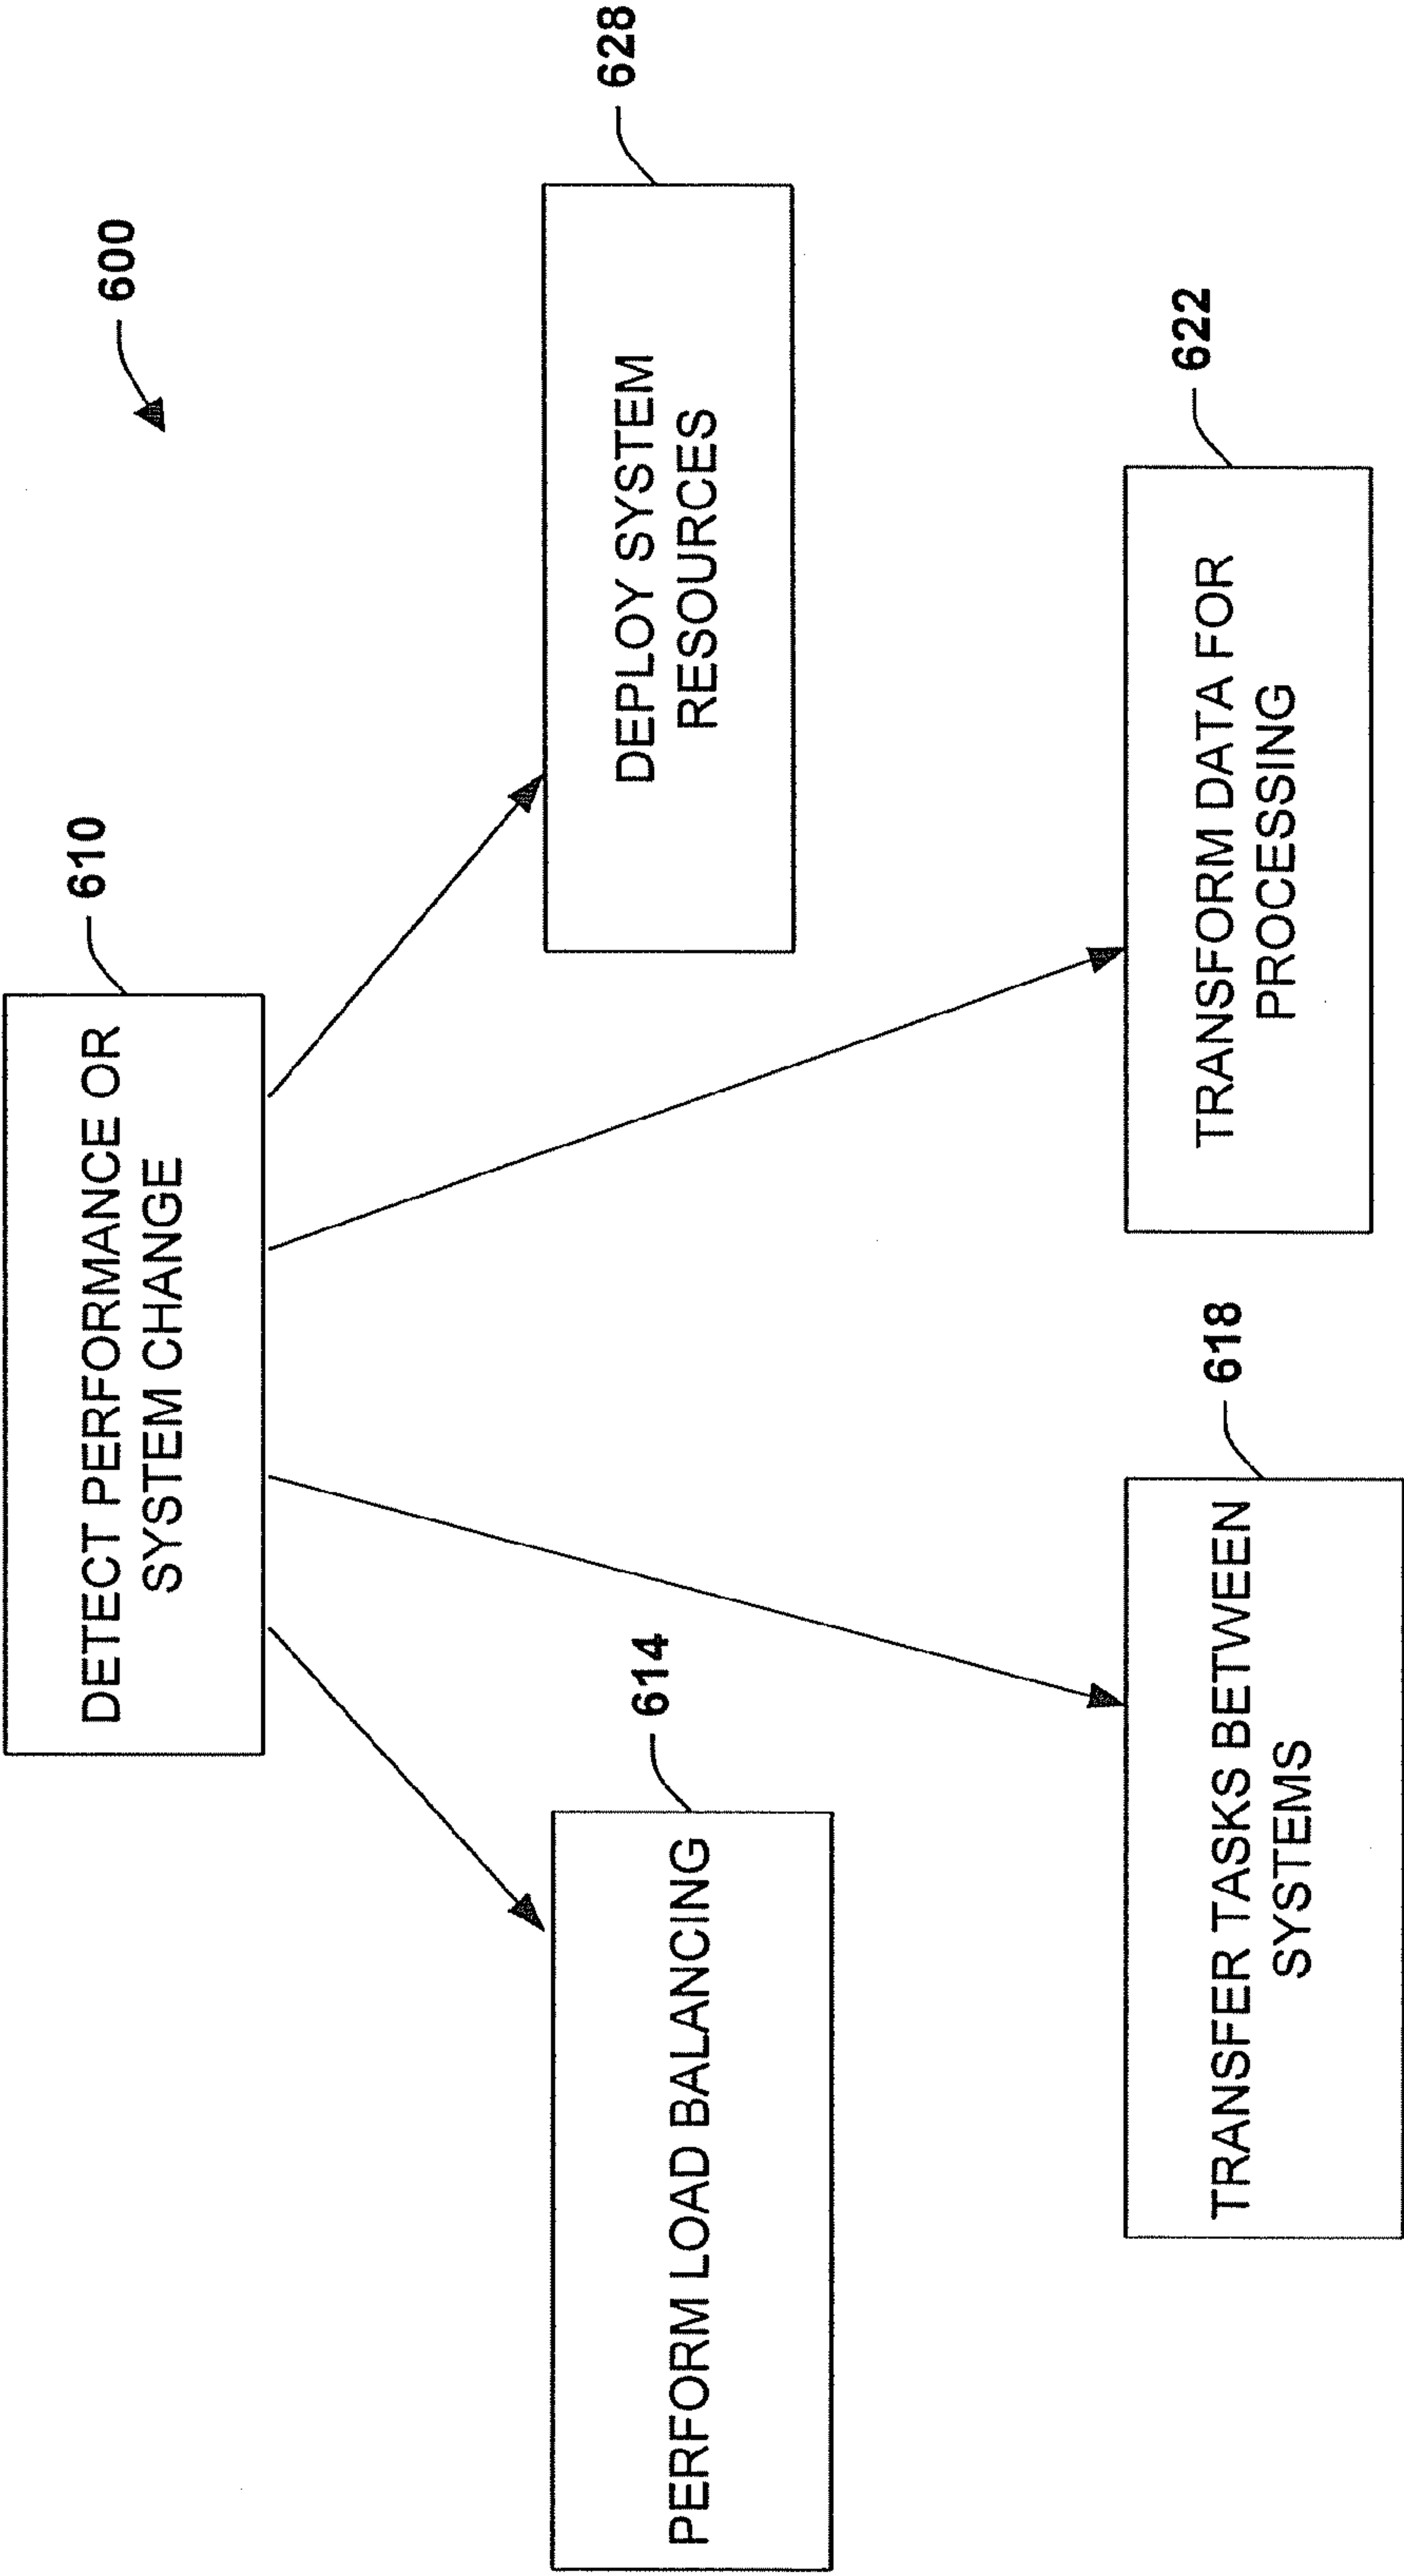 600
DETECT PERFORMANCE OR
SYSTEM CHANGE
610
PERFORM LOAD BALANCING
614
DEPLOY SYSTEM
RESOURCES
628
TRANSFER TASKS BETWEEN
SYSTEMS
618
TRANSFORM DATA FOR
PROCESSING
622